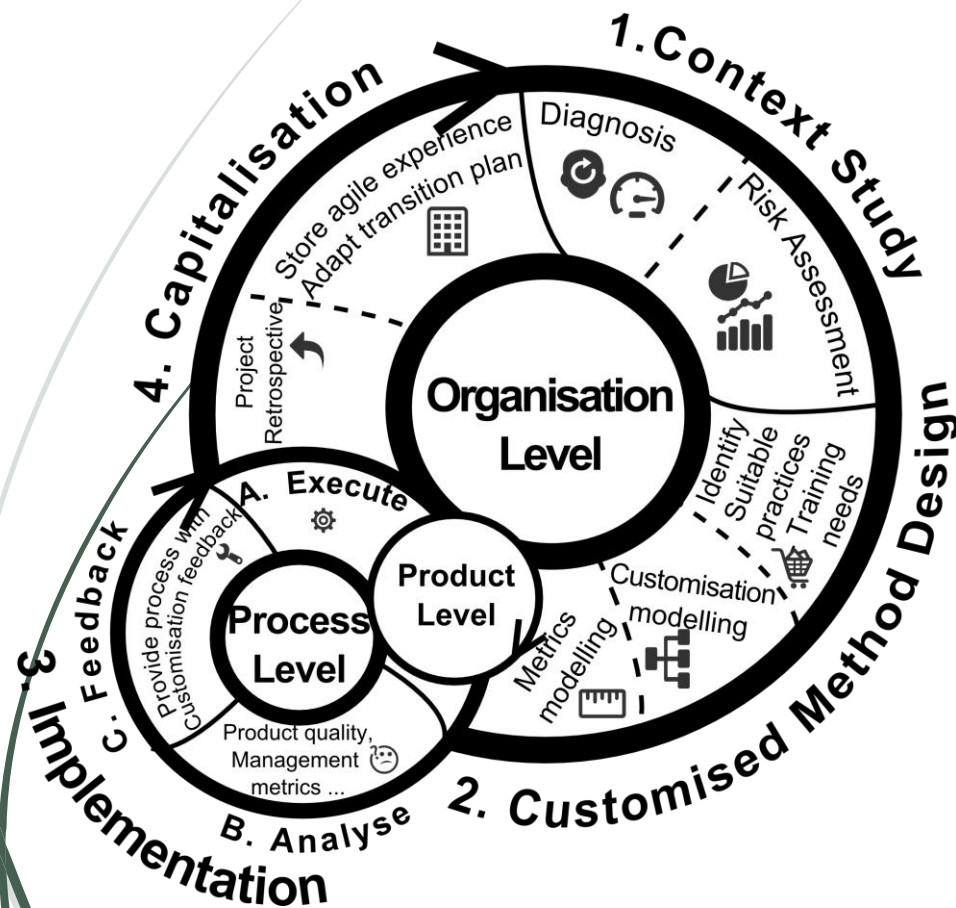 1.Context Study
Diagnosis
Risk Assessment
Organisation
Level
2. Customised Method Design
Identify
Suitable
practices
Training
needs
Customisation
modelling
Metrics
modelling
3. Implementation
Product
Level
Process
Level
A. Execute
B. Analyse
Product quality,
Management
metrics ...
C. Feedback
Provide process with
Customisation feedback
4. Capitalisation
Project
Retrospective
Store agile experience
Adapt transition plan